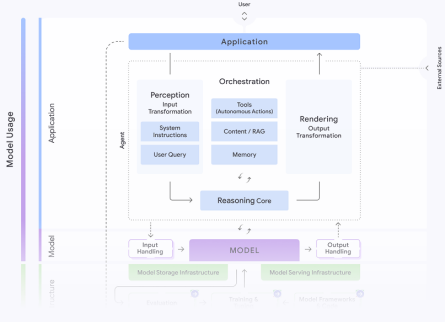 User
Application
External Sources
Model Usage
Application
Agent
Orchestration
Perception
Input
Transformation
System
Instructions
User Query
Tools
(Autonomous Actions)
Content / RAG
Memory
Rendering
Output
Transformation
Reasoning Core
Model
Input
Handling
MODEL
Output
Handling
Model Storage Infrastructure
Model Serving Infrastructure
Training &